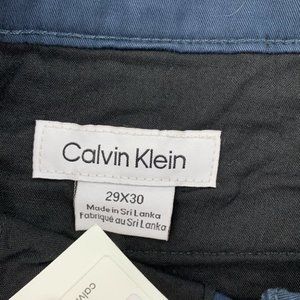 Calvin Klein
29X30
Made in Sri Lanka
Fabriqué au Sri Lanka